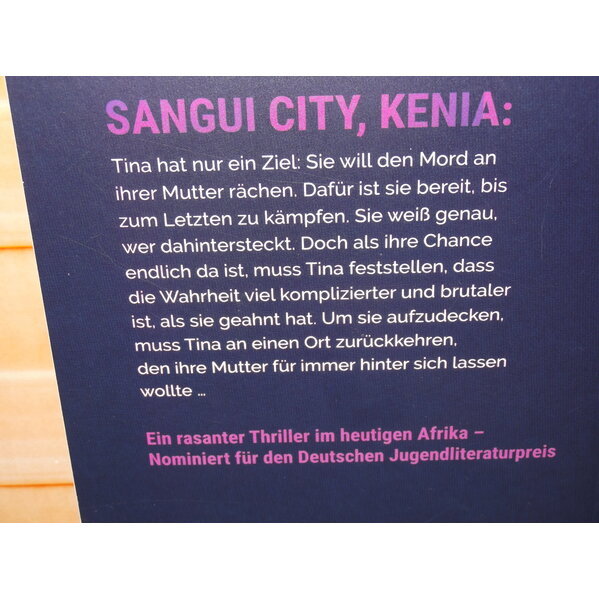 SANGUI CITY, KENIA:
Tina hat nur ein Ziel: Sie will den Mord an
ihrer Mutter rächen. Dafür ist sie bereit, bis
zum Letzten zu kämpfen. Sie weiß genau,
wer dahintersteckt. Doch als ihre Chance
endlich da ist, muss Tina feststellen, dass
die Wahrheit viel komplizierter und brutaler
ist, als sie geahnt hat. Um sie aufzudecken,
muss Tina an einen Ort zurückkehren,
den ihre Mutter für immer hinter sich lassen
wollte …
Ein rasanter Thriller im heutigen Afrika –
Nominiert für den Deutschen Jugendliteraturpreis